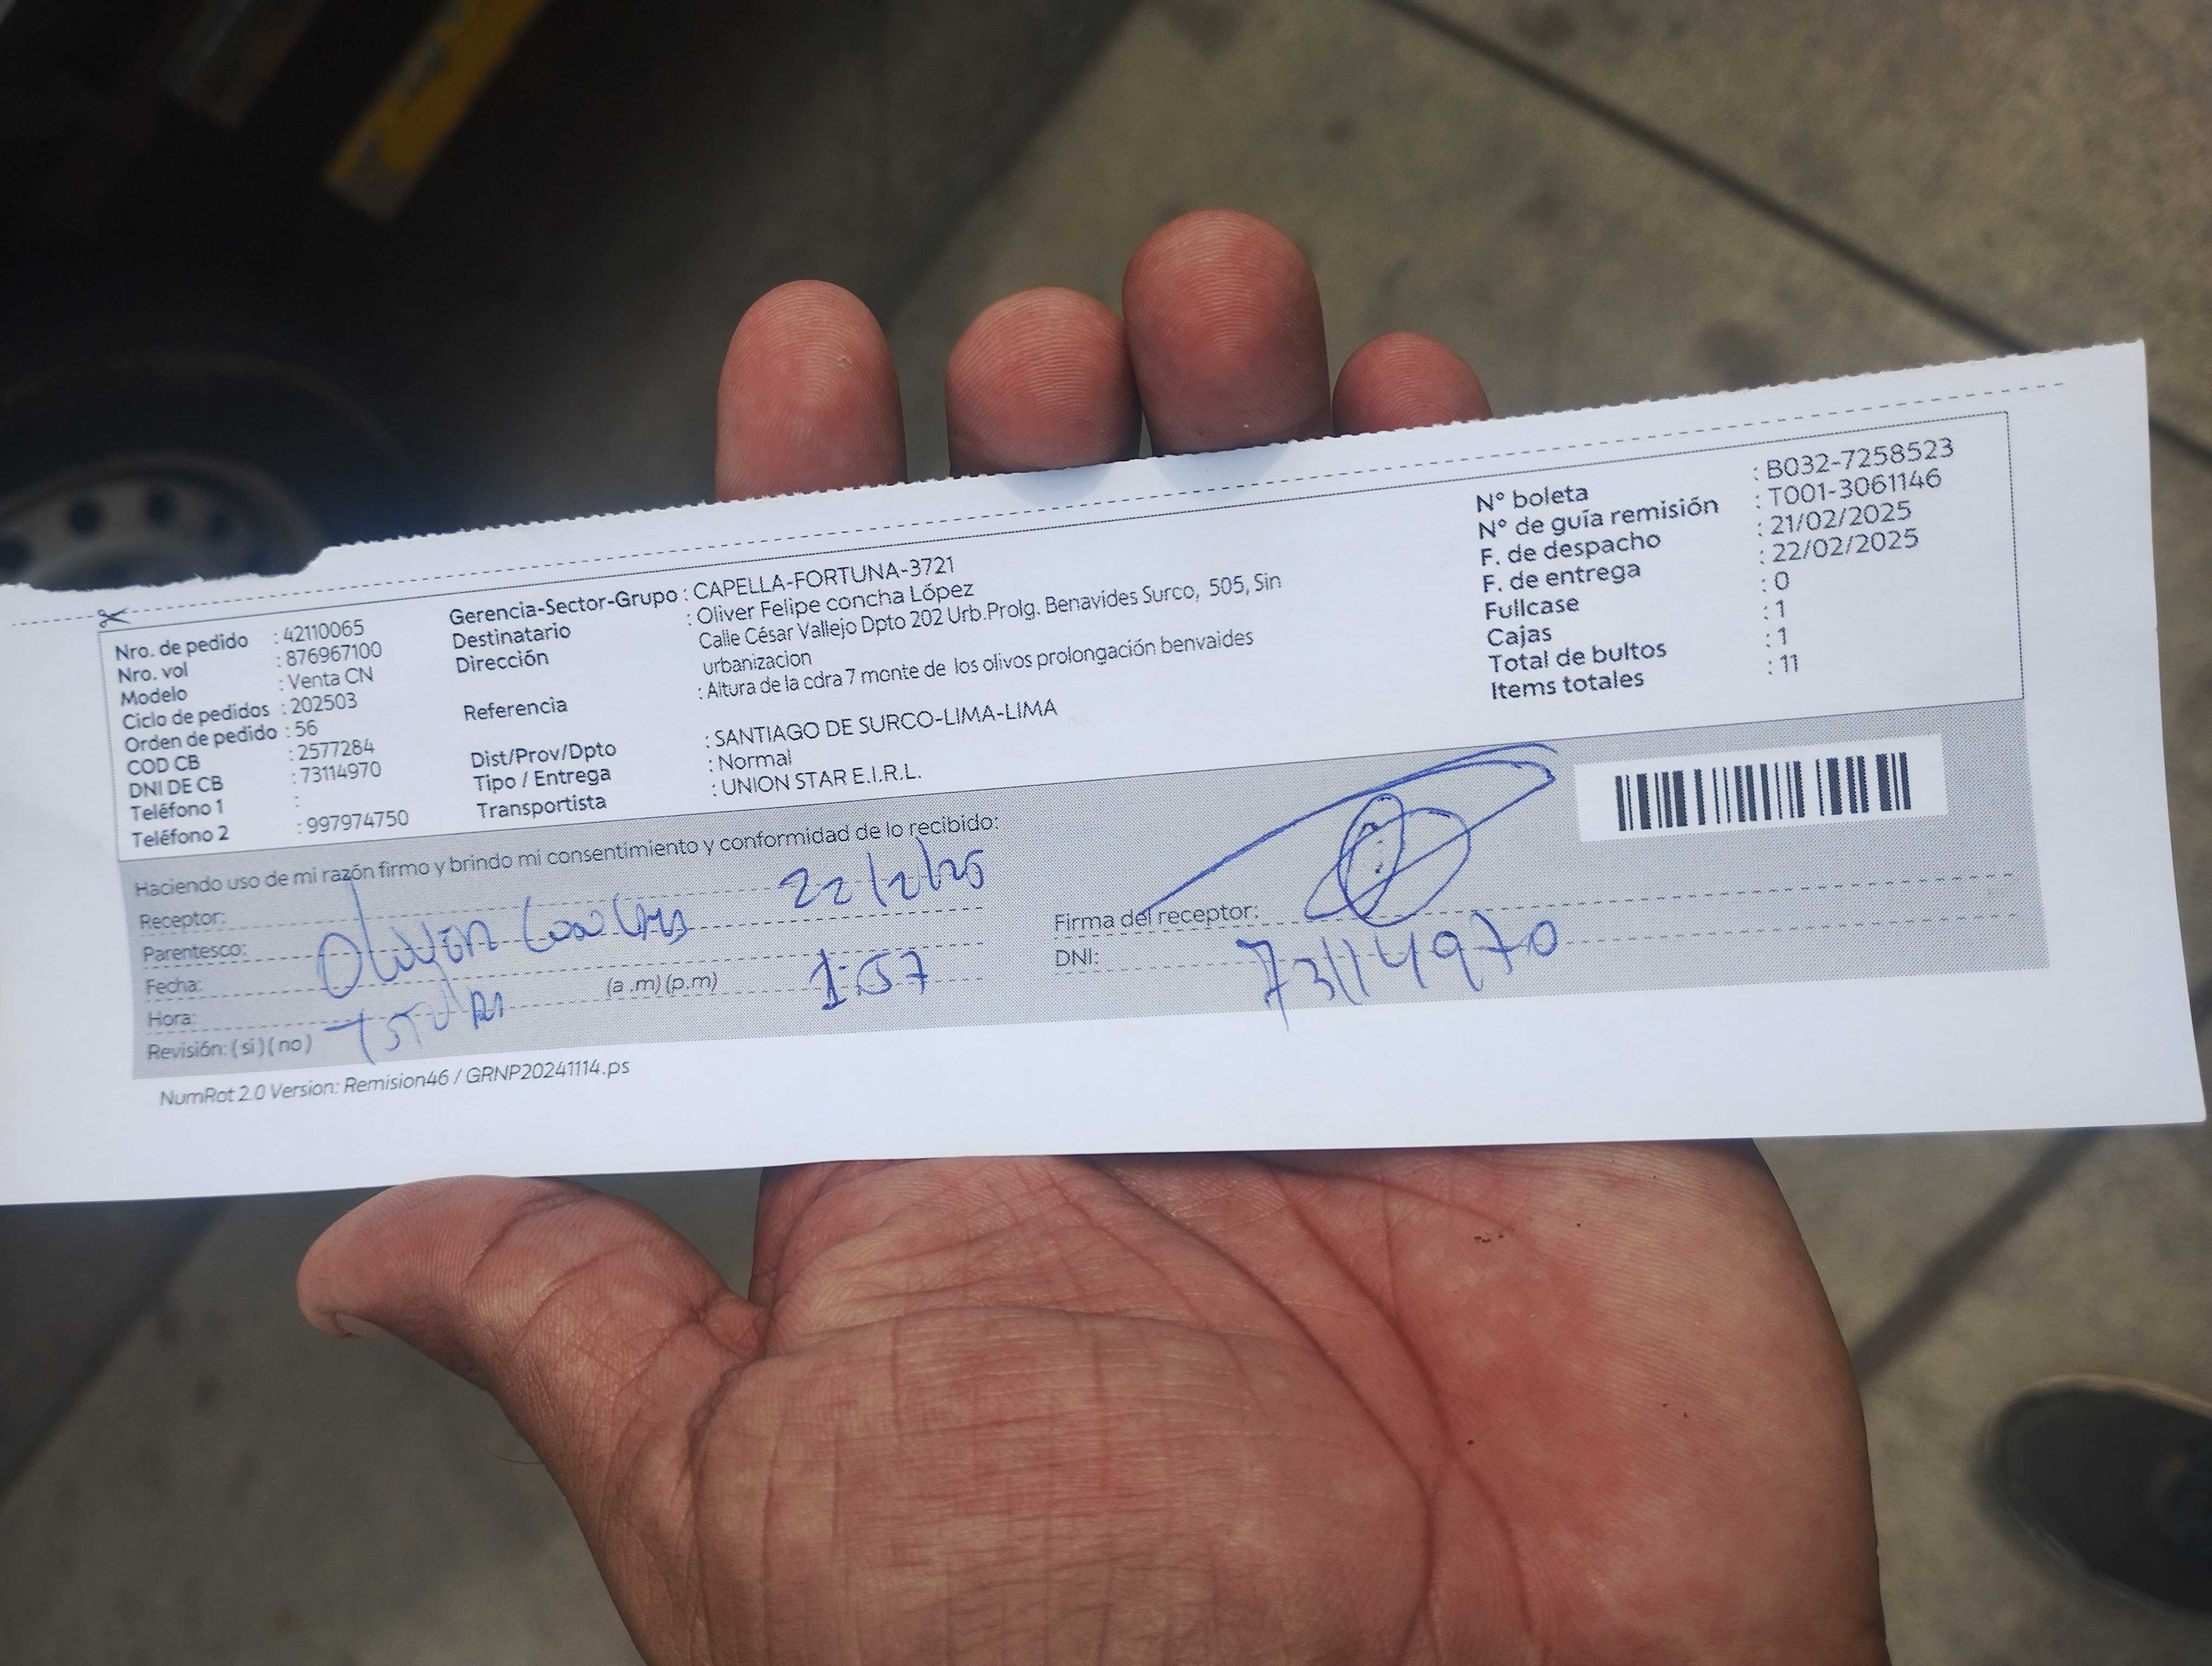 Nro. de pedido : 42110065
Nro. vol : 876967100
Modelo : Venta CN
Ciclo de pedidos : 202503
Orden de pedido : 56
COD CB : 2577284
DNI DE CB : 73114970
Teléfono 1 :
Teléfono 2 : 997974750
Gerencia-Sector-Grupo : CAPELLA-FORTUNA-3721
Destinatario : Oliver Felipe concha López
Dirección Calle César Vallejo Dpto 202 Urb.Prolg. Benavides Surco, 505, Sin
urbanizacion
Referencia : Altura de la cdra 7 monte de los olivos prolongación benvaides
Dist/Prov/Dpto : SANTIAGO DE SURCO-LIMA-LIMA
Tipo / Entrega : Normal
Transportista : UNION STAR E.I.R.L.
N° boleta : B032-7258523
N° de guía remisión : T001-3061146
F. de despacho : 21/02/2025
F. de entrega : 22/02/2025
Fullcase : 0
Cajas : 1
Total de bultos : 1
Items totales : 11
Haciendo uso de mi razón firmo y brindo mi consentimiento y conformidad de lo recibido:
Receptor: 22/2/25
Parentesco:
Fecha:
Hora: (a .m) (p.m) 1:57
Revisión: ( si ) ( no )
Firma del receptor:
DNI: 73114970
NumRot 2.0 Version: Remision46 / GRNP20241114.ps